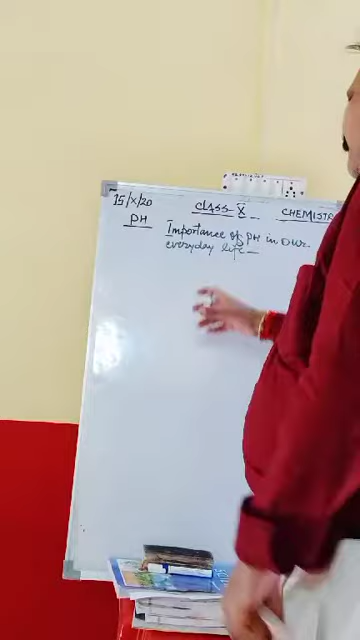 15/X/20 CLASS-X CHEMISTR
PH Importance of PH in our
everyday life-